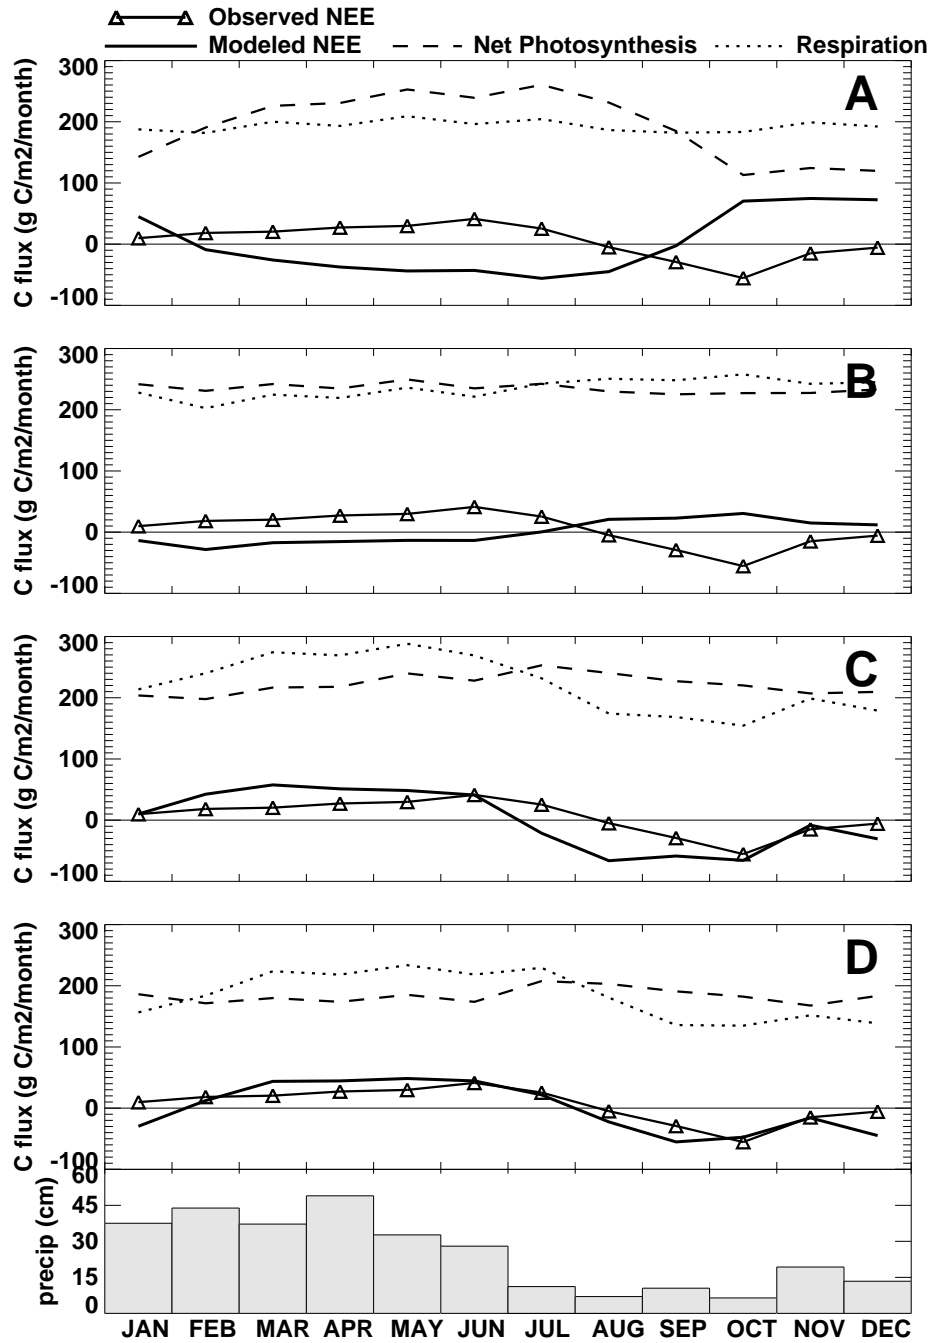 Observed NEE
Modeled NEE Net Photosynthesis Respiration
A
C flux (g C/m2/month)
300
200
100
0
-100
B
C flux (g C/m2/month)
300
200
100
0
-100
C
C flux (g C/m2/month)
300
200
100
0
-100
D
C flux (g C/m2/month)
300
200
100
0
-100
precip (cm)
60
45
30
15
0
JAN FEB MAR APR MAY JUN JUL AUG SEP OCT NOV DEC